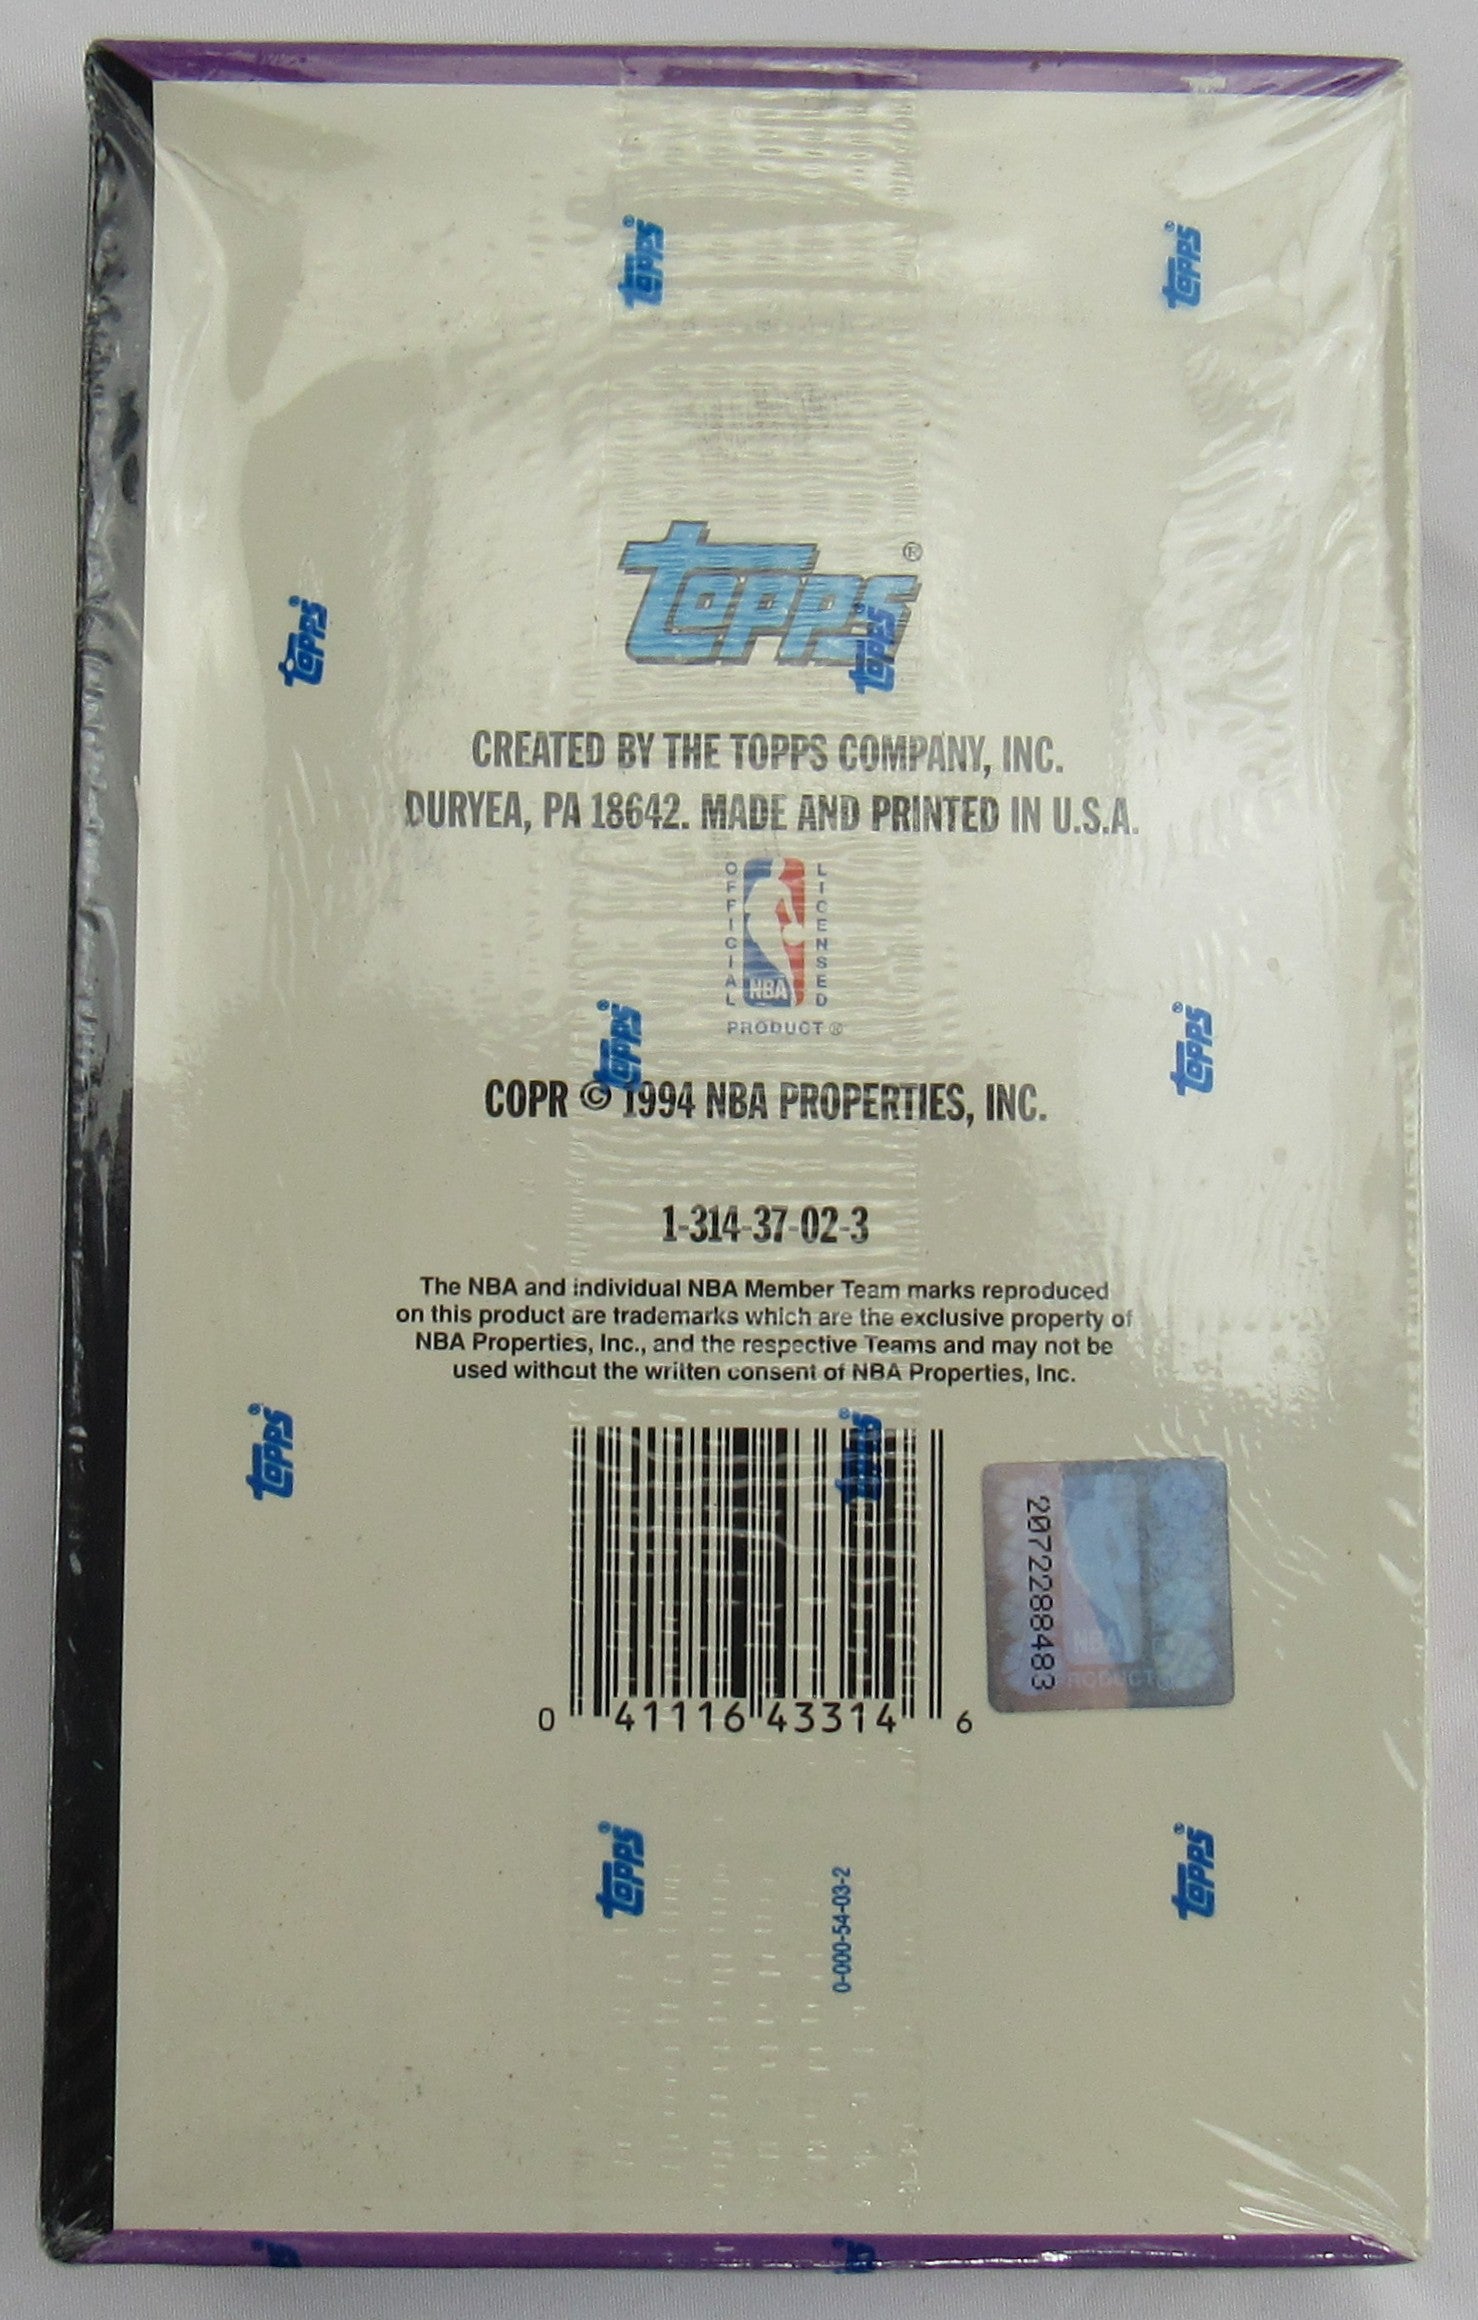 topps®
topps®
topps®
topps®
topps®
CREATED BY THE TOPPS COMPANY, INC.
DURYEA, PA 18642. MADE AND PRINTED IN U.S.A.
OFFICIAL
LICENSED
NBA
PRODUCT®
topps®
topps®
COPR © 1994 NBA PROPERTIES, INC.
1-314-37-02-3
The NBA and individual NBA Member Team marks reproduced
on this product are trademarks which are the exclusive property of
NBA Properties, Inc., and the respective Teams and may not be
used without the written consent of NBA Properties, Inc.
topps®
topps®
2072288483
NBA
PRODUCT
0 41116 43314 6
topps®
topps®
0-000-54-03-2